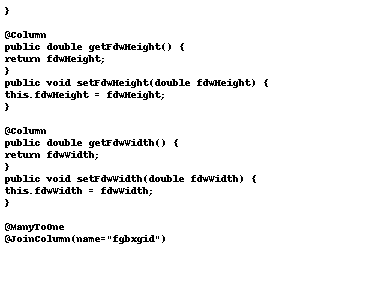 }

@Column
public double getFdwHeight() {
return fdwHeight;
}
public void setFdwHeight(double fdwHeight) {
this.fdwHeight = fdwHeight;
}

@Column
public double getFdwWidth() {
return fdwWidth;
}
public void setFdwWidth(double fdwWidth) {
this.fdwWidth = fdwWidth;
}

@ManyToOne
@JoinColumn(name="fgbxgid")